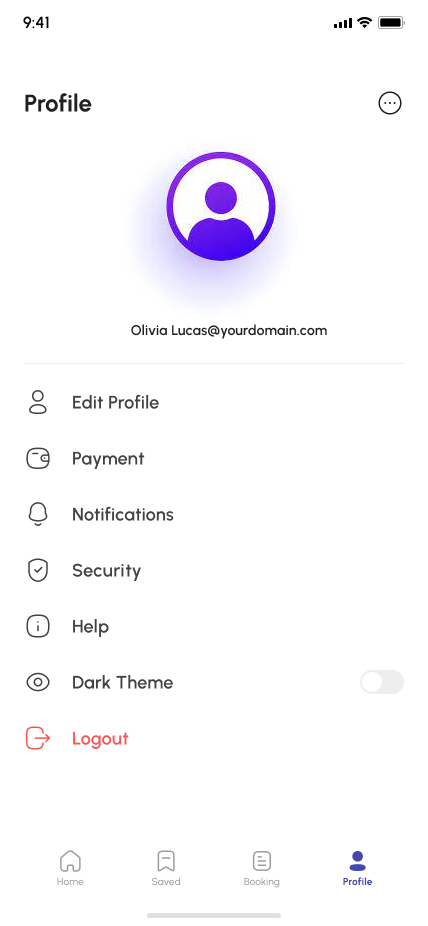 9:41
Profile
Olivia Lucas@yourdomain.com
Edit Profile
Payment
Notifications
Security
Help
Dark Theme
Logout
Home
Saved
Booking
Profile